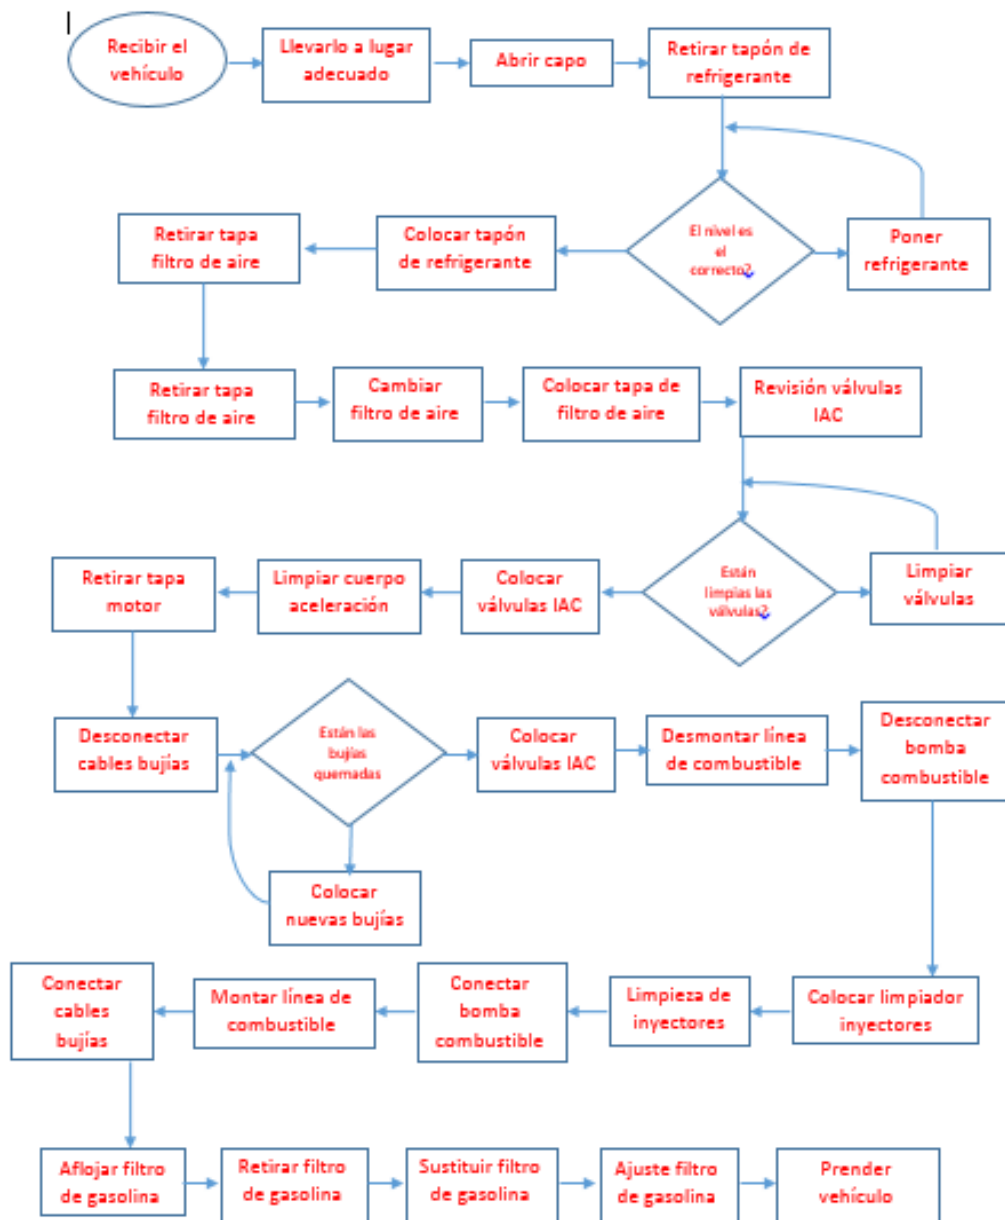 Recibir el
vehículo
Llevarlo a lugar
adecuado
Abrir capo
Retirar tapón de
refrigerante
El nivel es
el
correcto?
Poner
refrigerante
Colocar tapón
de refrigerante
Retirar tapa
filtro de aire
Retirar tapa
filtro de aire
Cambiar
filtro de aire
Colocar tapa de
filtro de aire
Revisión válvulas
IAC
Están
limpias las
válvulas?
Limpiar
válvulas
Colocar
válvulas IAC
Limpiar cuerpo
aceleración
Retirar tapa
motor
Desconectar
cables bujías
Están las
bujías
quemadas
Colocar
nuevas bujías
Colocar
válvulas IAC
Desmontar línea
de combustible
Desconectar
bomba
combustible
Colocar limpiador
inyectores
Limpieza de
inyectores
Conectar
bomba
combustible
Montar línea de
combustible
Conectar
cables
bujías
Aflojar filtro
de gasolina
Retirar filtro
de gasolina
Sustituir filtro
de gasolina
Ajuste filtro
de gasolina
Prender
vehículo